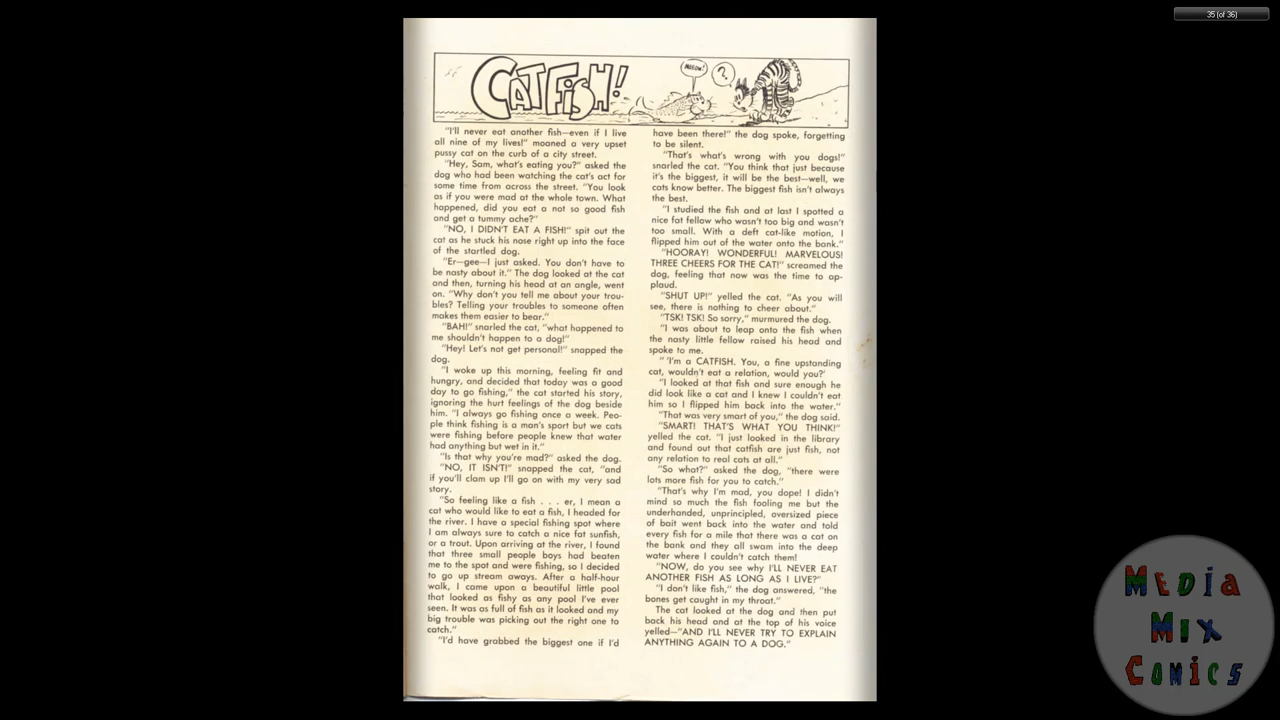 35 (of 36)
CATFISH!
MEEOW!
?
"I'll never eat another fish—even if I live
all nine of my lives!" moaned a very upset
pussy cat on the curb of a city street.
"Hey, Sam, what's eating you?" asked the
dog who had been watching the cat's act for
some time from across the street. "You look
as if you were mad at the whole town. What
happened, did you eat a not so good fish
and get a tummy ache?"
"NO, I DIDN'T EAT A FISH!" spit out the
cat as he stuck his nose right up into the face
of the startled dog.
"Er—gee—I just asked. You don't have to
be nasty about it." The dog looked at the cat
and then, turning his head at an angle, went
on. "Why don't you tell me about your trou-
bles? Telling your troubles to someone often
makes them easier to bear."
"BAH!" snarled the cat, "what happened to
me shouldn't happen to a dog!"
"Hey! Let's not get personal!" snapped the
dog.
"I woke up this morning, feeling fit and
hungry, and decided that today was a good
day to go fishing," the cat started his story,
ignoring the hurt feelings of the dog beside
him. "I always go fishing once a week. Peo-
ple think fishing is a man's sport but we cats
were fishing before people knew that water
had anything but wet in it."
"Is that why you're mad?" asked the dog.
"NO, IT ISN'T!" snapped the cat, "and
if you'll clam up I'll go on with my very sad
story.
"So feeling like a fish . . . er, I mean a
cat who would like to eat a fish, I headed for
the river. I have a special fishing spot where
I am always sure to catch a nice fat sunfish,
or a trout. Upon arriving at the river, I found
that three small people boys had beaten
me to the spot and were fishing, so I decided
to go up stream aways. After a half-hour
walk, I came upon a beautiful little pool
that looked as fishy as any pool I've ever
seen. It was as full of fish as it looked and my
big trouble was picking out the right one to
catch."
"I'd have grabbed the biggest one if I'd
have been there!" the dog spoke, forgetting
to be silent.
"That's what's wrong with you dogs!"
snarled the cat. "You think that just because
it's the biggest, it will be the best—well, we
cats know better. The biggest fish isn't always
the best.
"I studied the fish and at last I spotted a
nice fat fellow who wasn't too big and wasn't
too small. With a deft cat-like motion, I
flipped him out of the water onto the bank."
"HOORAY! WONDERFUL! MARVELOUS!
THREE CHEERS FOR THE CAT!" screamed the
dog, feeling that now was the time to ap-
plaud.
"SHUT UP!" yelled the cat. "As you will
see, there is nothing to cheer about."
"TSK! TSK! So sorry," murmured the dog.
"I was about to leap onto the fish when
the nasty little fellow raised his head and
spoke to me.
" 'I'm a CATFISH. You, a fine upstanding
cat, wouldn't eat a relation, would you?'
"I looked at that fish and sure enough he
did look like a cat and I knew I couldn't eat
him so I flipped him back into the water."
"That was very smart of you," the dog said.
"SMART! THAT'S WHAT YOU THINK!"
yelled the cat. "I just looked in the library
and found out that catfish are just fish, not
any relation to real cats at all."
"So what?" asked the dog, "there were
lots more fish for you to catch."
"That's why I'm mad, you dope! I didn't
mind so much the fish fooling me but the
underhanded, unprincipled, oversized piece
of bait went back into the water and told
every fish for a mile that there was a cat on
the bank and they all swam into the deep
water where I couldn't catch them!
"NOW, do you see why I'LL NEVER EAT
ANOTHER FISH AS LONG AS I LIVE?"
"I don't like fish," the dog answered, "the
bones get caught in my throat."
The cat looked at the dog and then put
back his head and at the top of his voice
yelled—"AND I'LL NEVER TRY TO EXPLAIN
ANYTHING AGAIN TO A DOG."
MEDIA
MIX
COMICS